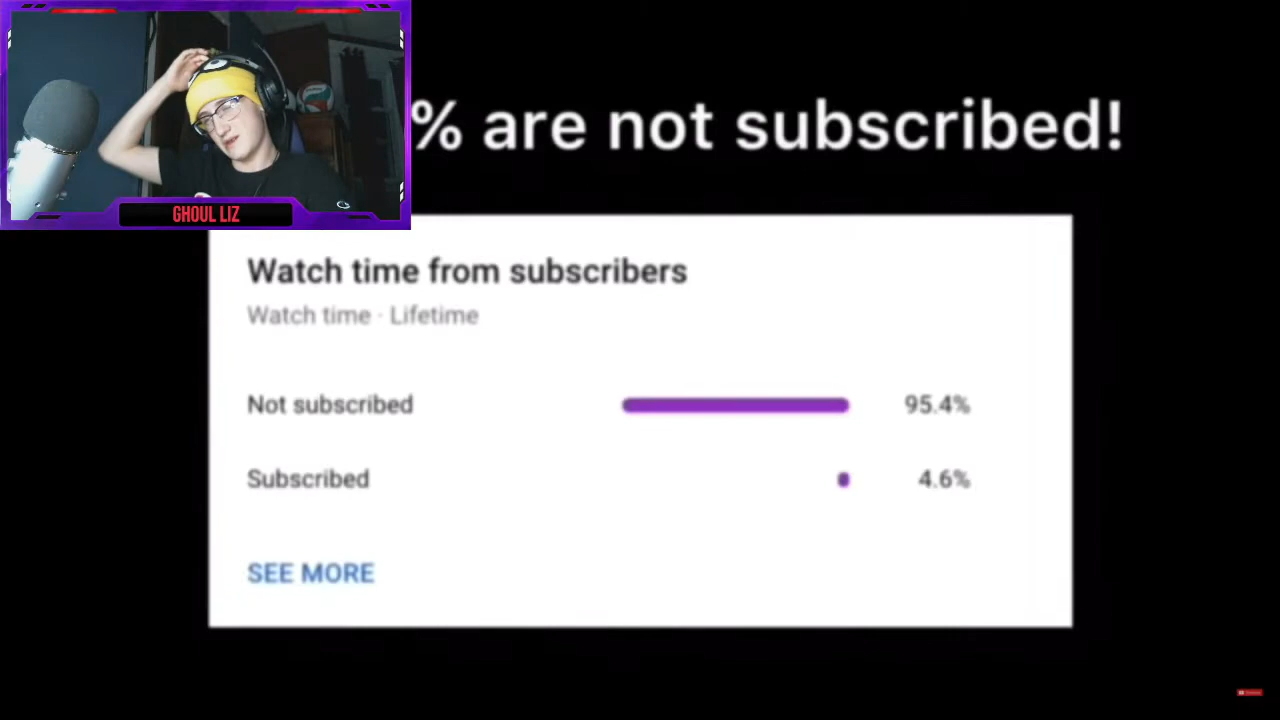 % are not subscribed!
GHOUL LIZ
Watch time from subscribers
Watch time · Lifetime
Not subscribed 95.4%
Subscribed 4.6%
SEE MORE